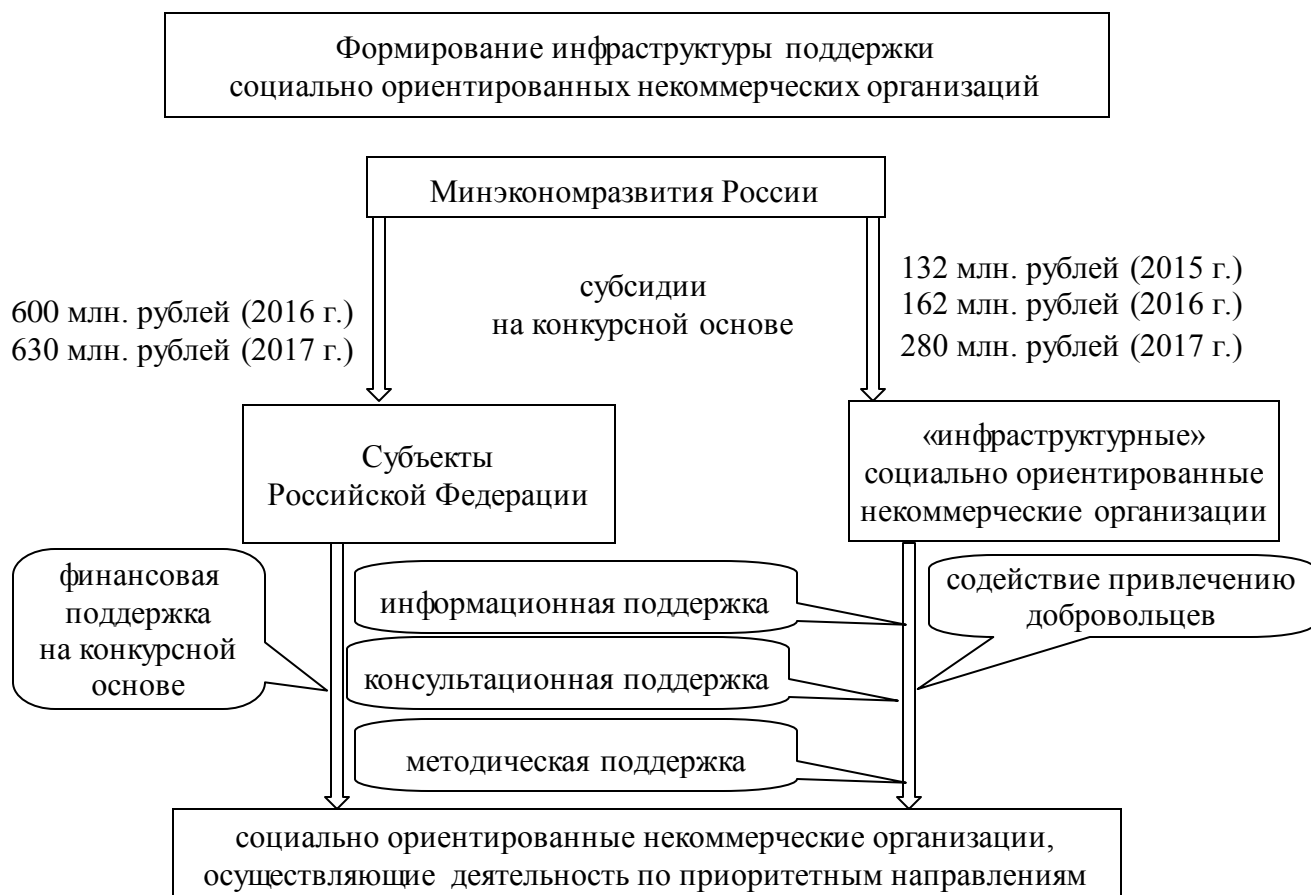 Формирование инфраструктуры поддержки
социально ориентированных некоммерческих организаций
Минэкономразвития России
субсидии
на конкурсной основе
600 млн. рублей (2016 г.)
630 млн. рублей (2017 г.)
132 млн. рублей (2015 г.)
162 млн. рублей (2016 г.)
280 млн. рублей (2017 г.)
Субъекты
Российской Федерации
«инфраструктурные»
социально ориентированные
некоммерческие организации
финансовая
поддержка
на конкурсной
основе
информационная поддержка
консультационная поддержка
методическая поддержка
содействие привлечению
добровольцев
социально ориентированные некоммерческие организации,
осуществляющие деятельность по приоритетным направлениям